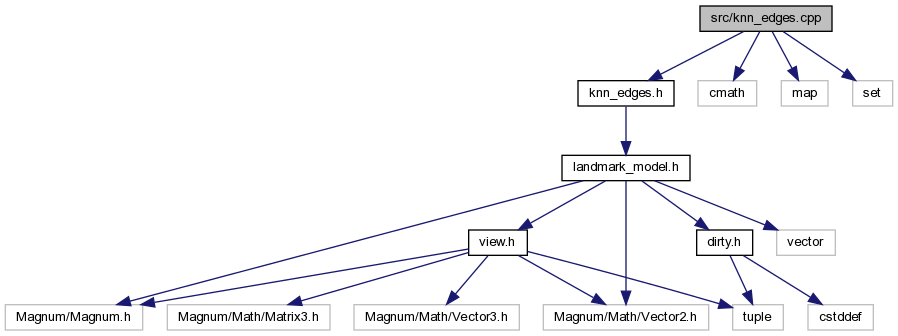 src/knn_edges.cpp
knn_edges.h
cmath
map
set
landmark_model.h
view.h
dirty.h
vector
Magnum/Magnum.h
Magnum/Math/Matrix3.h
Magnum/Math/Vector3.h
Magnum/Math/Vector2.h
tuple
cstddef